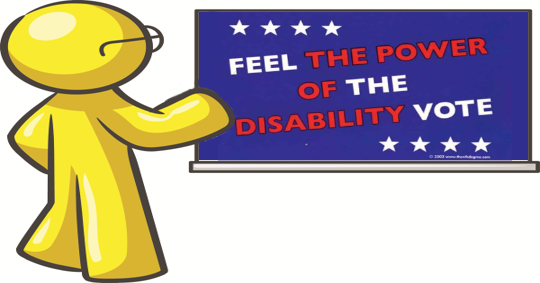 FEEL THE POWER
OF THE
DISABILITY VOTE